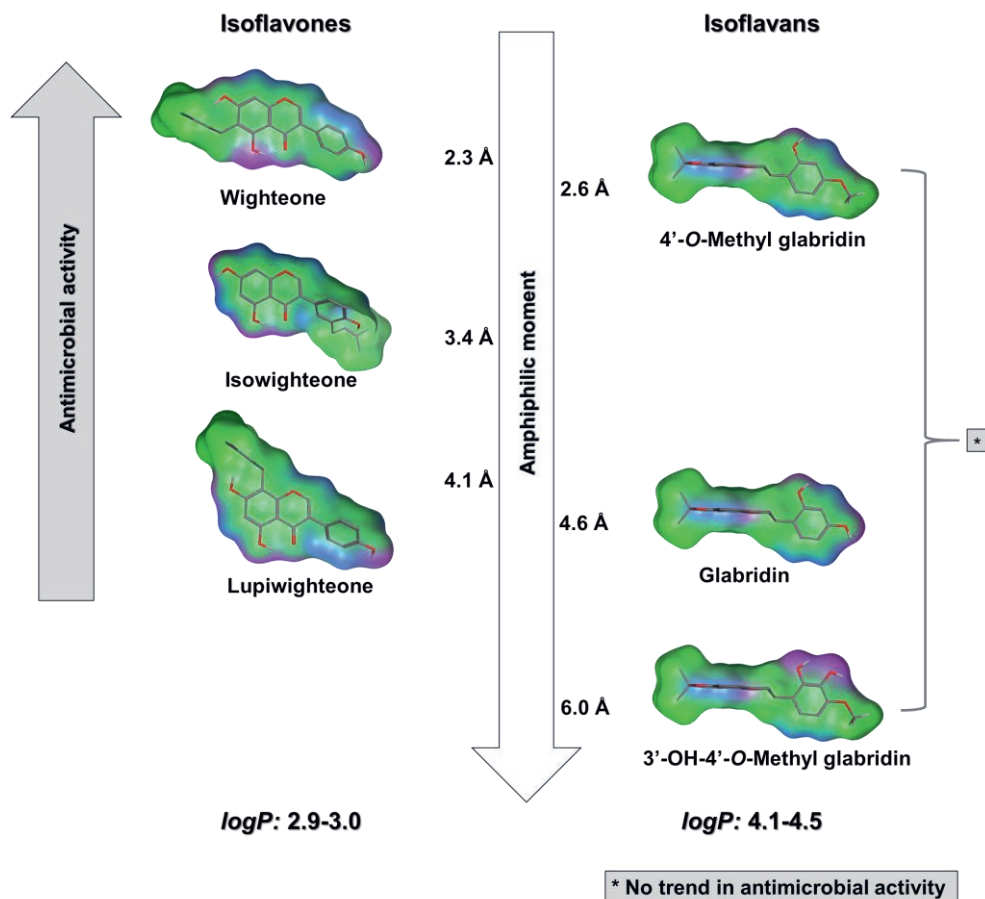 Isoflavones
Isoflavans
Antimicrobial activity
Amphiphilic moment
Wighteone
2.3 Å
2.6 Å
4’-O-Methyl glabridin
Isowighteone
3.4 Å
*
Lupiwighteone
4.1 Å
4.6 Å
Glabridin
6.0 Å
3’-OH-4’-O-Methyl glabridin
logP: 2.9-3.0
logP: 4.1-4.5
* No trend in antimicrobial activity